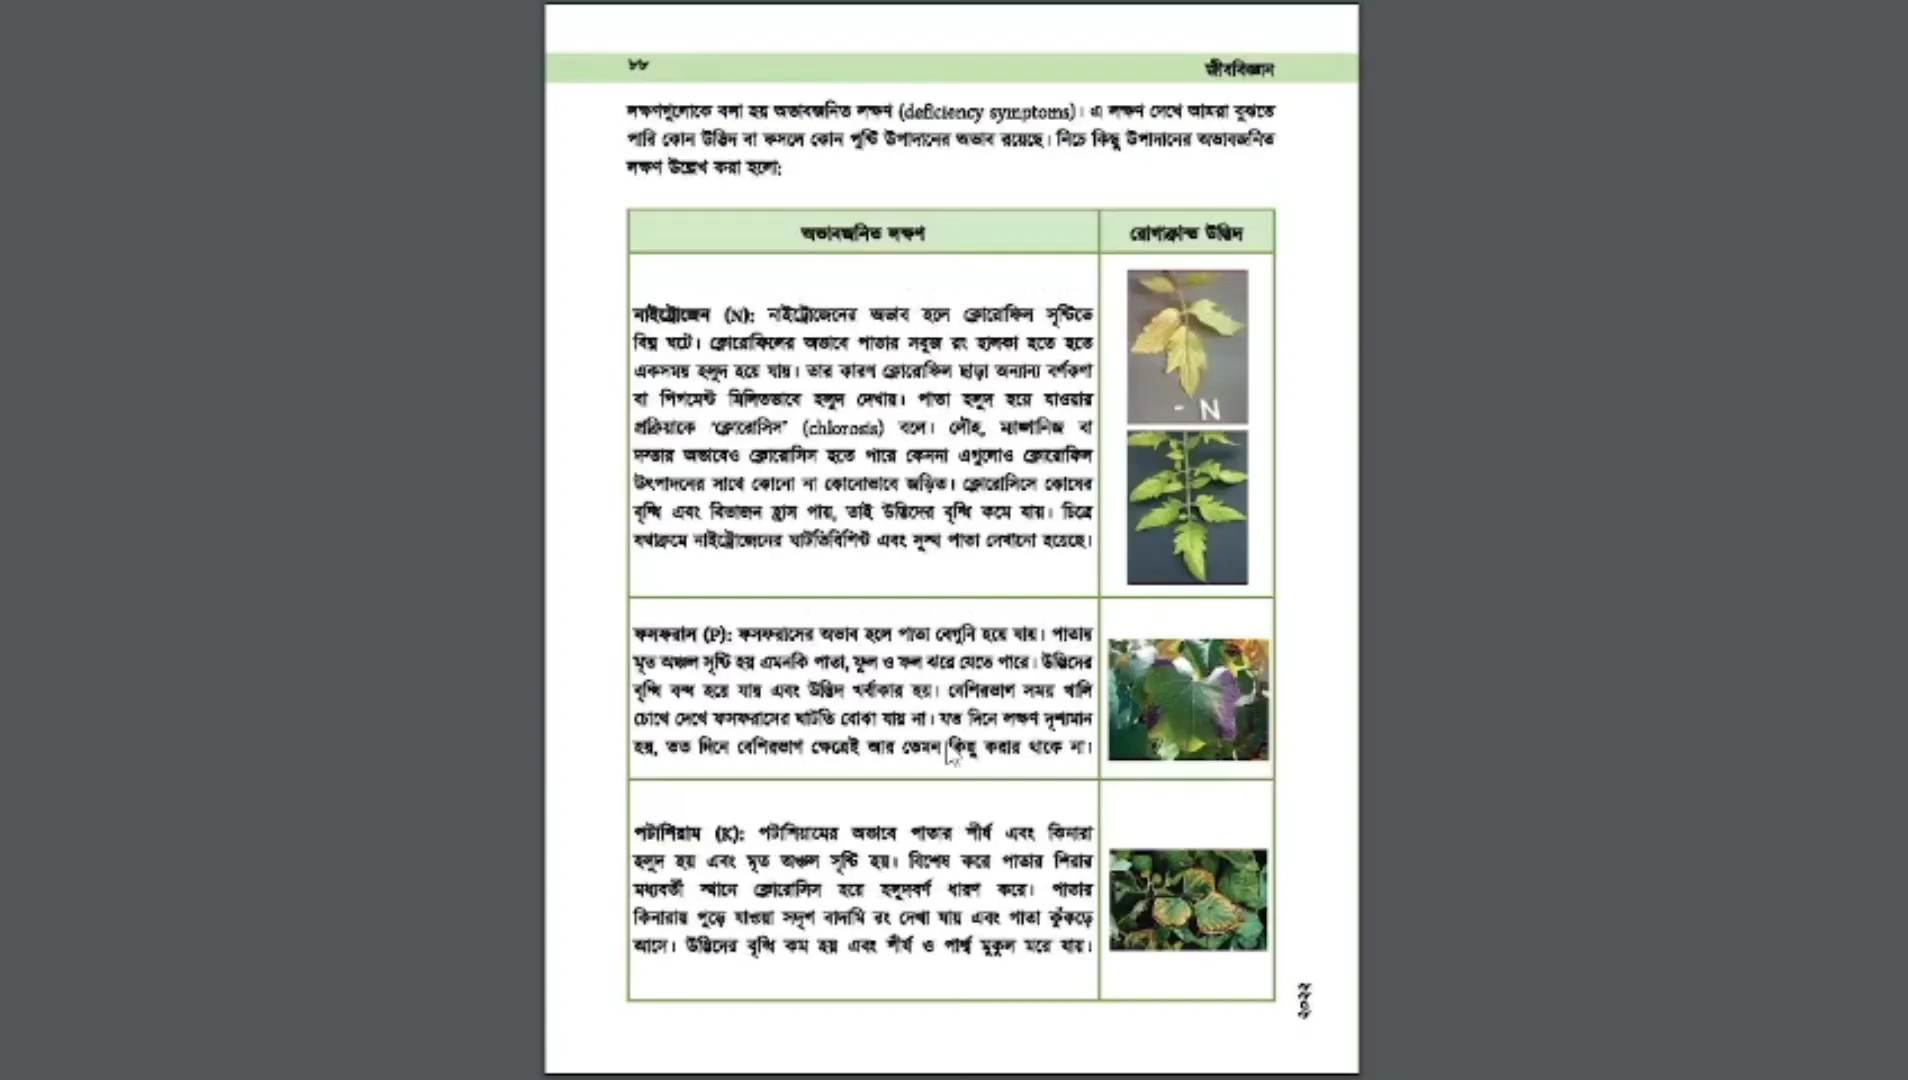 ৮৮
জীববিজ্ঞান
লক্ষণগুলোকে বলা হয় অভাবজনিত লক্ষণ (deficiency symptoms)। এ লক্ষণ দেখে আমরা বুঝতে
পারি কোন উদ্ভিদ বা ফসলে কোন পুষ্টি উপাদানের অভাব রয়েছে। নিচে কিছু উপাদানের অভাবজনিত
লক্ষণ উল্লেখ করা হলো:
অভাবজনিত লক্ষণ
রোগাক্রান্ত উদ্ভিদ
নাইট্রোজেন (N): নাইট্রোজেনের অভাব হলে ক্লোরোফিল সৃষ্টিতে
বিঘ্ন ঘটে। ক্লোরোফিলের অভাবে পাতার সবুজ রং হালকা হতে হতে
একসময় হলুদ হয়ে যায়। তার কারণ ক্লোরোফিল ছাড়া অন্যান্য বর্ণকণা
বা পিগমেন্ট মিলিতভাবে হলুদ দেখায়। পাতা হলুদ হয়ে যাওয়ার
প্রক্রিয়াকে ‘ক্লোরোসিস’ (chlorosis) বলে। লৌহ, ম্যাঙ্গানিজ বা
দস্তার অভাবেও ক্লোরোসিস হতে পারে কেননা এগুলোও ক্লোরোফিল
উৎপাদনের সাথে কোনো না কোনোভাবে জড়িত। ক্লোরোসিসে কোষের
বৃদ্ধি এবং বিভাজন হ্রাস পায়, তাই উদ্ভিদের বৃদ্ধি কমে যায়। চিত্রে
যথাক্রমে নাইট্রোজেনের ঘাটতিবিশিষ্ট এবং সুস্থ পাতা দেখানো হয়েছে।
- N
ফসফরাস (P): ফসফরাসের অভাব হলে পাতা বেগুনি হয়ে যায়। পাতায়
মৃত অঞ্চল সৃষ্টি হয় এমনকি পাতা, ফুল ও ফল ঝরে যেতে পারে। উদ্ভিদের
বৃদ্ধি বন্ধ হয়ে যায় এবং উদ্ভিদ খর্বাকার হয়। বেশিরভাগ সময় খালি
চোখে দেখে ফসফরাসের ঘাটতি বোঝা যায় না। যত দিনে লক্ষণ দৃশ্যমান
হয়, তত দিনে বেশিরভাগ ক্ষেত্রেই আর তেমন কিছু করার থাকে না।
পটাশিয়াম (K): পটাশিয়ামের অভাবে পাতার শীর্ষ এবং কিনারা
হলুদ হয় এবং মৃত অঞ্চল সৃষ্টি হয়। বিশেষ করে পাতার শিরার
মধ্যবর্তী স্থানে ক্লোরোসিস হয়ে হলুদবর্ণ ধারণ করে। পাতার
কিনারায় পুড়ে যাওয়া সদৃশ বাদামি রং দেখা যায় এবং পাতা কুঁকড়ে
আসে। উদ্ভিদের বৃদ্ধি কম হয় এবং শীর্ষ ও পার্শ্ব মুকুল মরে যায়।
২০২২